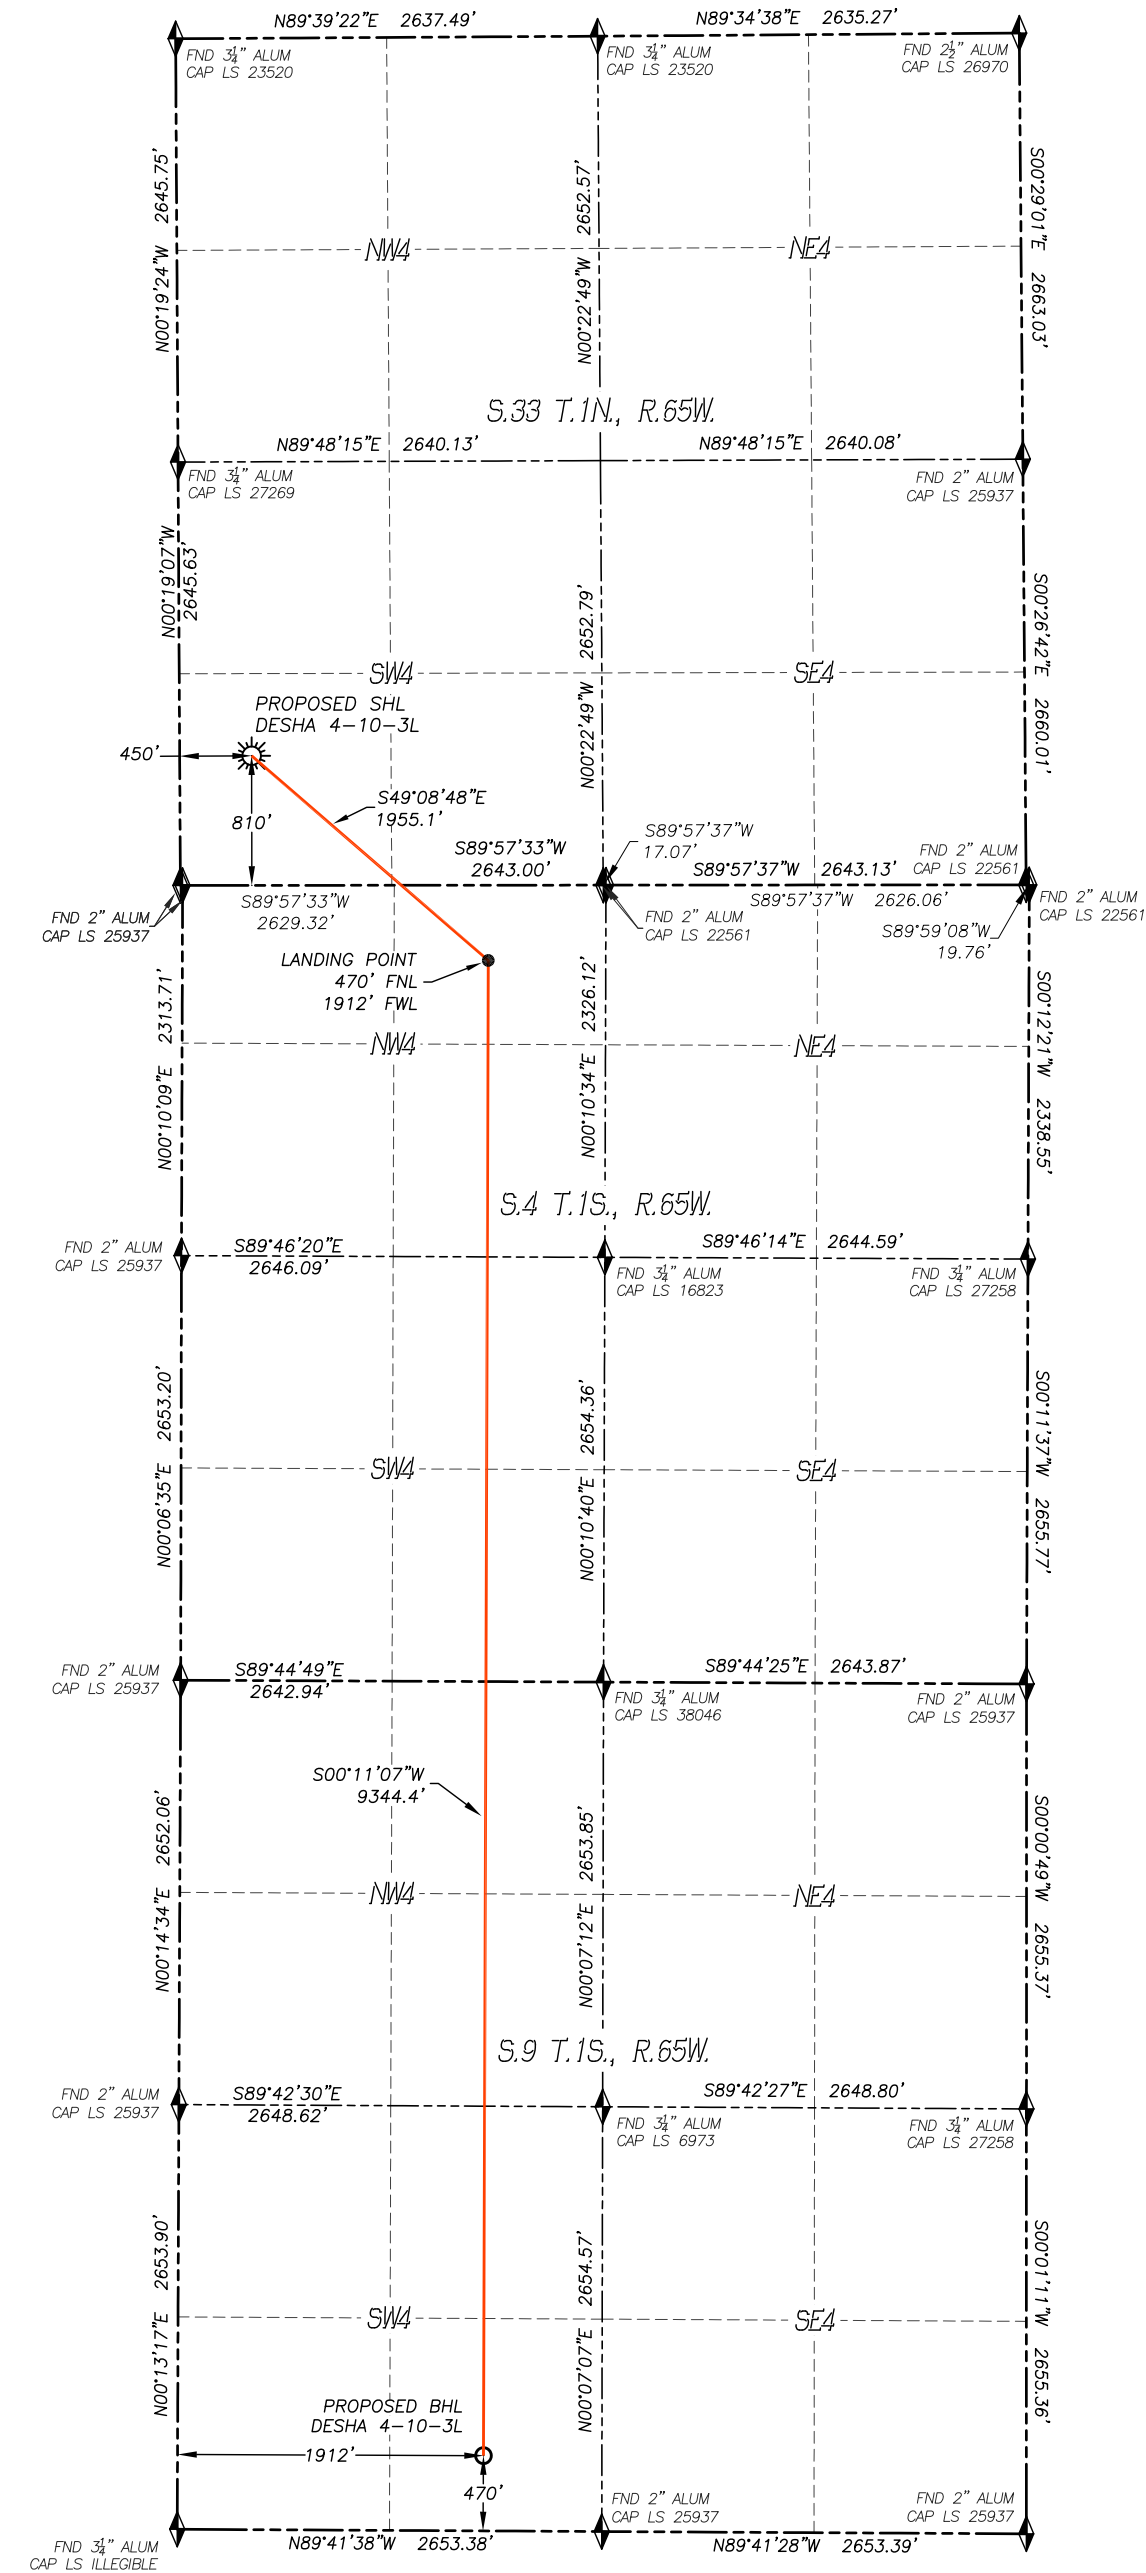 N89°39'22"E 2637.49'
N89°34'38"E 2635.27'
FND 3¼" ALUM
CAP LS 23520
FND 3¼" ALUM
CAP LS 23520
FND 2½" ALUM
CAP LS 26970
N00°19'24"W 2645.75'
N00°22'49"W 2652.57'
S00°29'01"E 2663.03'
NW4
NE4
S.33 T.1N., R.65W.
N89°48'15"E 2640.13'
N89°48'15"E 2640.08'
FND 3¼" ALUM
CAP LS 27269
FND 2" ALUM
CAP LS 25937
N00°19'07"W
2645.63'
N00°22'49"W 2652.79'
S00°26'42"E 2660.01'
SW4
SE4
PROPOSED SHL
DESHA 4-10-3L
450'
810'
S49°08'48"E
1955.1'
S89°57'33"W
2643.00'
S89°57'37"W
17.07'
S89°57'37"W 2643.13'
FND 2" ALUM
CAP LS 22561
S89°57'33"W
2629.32'
S89°57'37"W 2626.06'
FND 2" ALUM
CAP LS 22561
FND 2" ALUM
CAP LS 25937
FND 2" ALUM
CAP LS 22561
S89°59'08"W
19.76'
LANDING POINT
470' FNL
1912' FWL
N00°10'09"E 2313.71'
N00°10'34"E 2326.12'
S00°12'21"W 2338.55'
NW4
NE4
S.4 T.1S., R.65W.
FND 2" ALUM
CAP LS 25937
S89°46'20"E
2646.09'
S89°46'14"E 2644.59'
FND 3¼" ALUM
CAP LS 16823
FND 3¼" ALUM
CAP LS 27258
N00°06'35"E 2653.20'
N00°10'40"E 2654.36'
S00°11'37"W 2655.77'
SW4
SE4
FND 2" ALUM
CAP LS 25937
S89°44'49"E
2642.94'
S89°44'25"E 2643.87'
FND 3¼" ALUM
CAP LS 38046
FND 2" ALUM
CAP LS 25937
S00°11'07"W
9344.4'
N00°14'34"E 2652.06'
N00°07'12"E 2653.85'
S00°00'49"W 2655.37'
NW4
NE4
S.9 T.1S., R.65W.
FND 2" ALUM
CAP LS 25937
S89°42'30"E
2648.62'
S89°42'27"E 2648.80'
FND 3¼" ALUM
CAP LS 6973
FND 3¼" ALUM
CAP LS 27258
N00°13'17"E 2653.90'
N00°07'07"E 2654.57'
S00°01'11"W 2655.36'
SW4
SE4
PROPOSED BHL
DESHA 4-10-3L
1912'
470'
FND 2" ALUM
CAP LS 25937
FND 2" ALUM
CAP LS 25937
FND 3¼" ALUM
CAP LS ILLEGIBLE
N89°41'38"W 2653.38'
N89°41'28"W 2653.39'